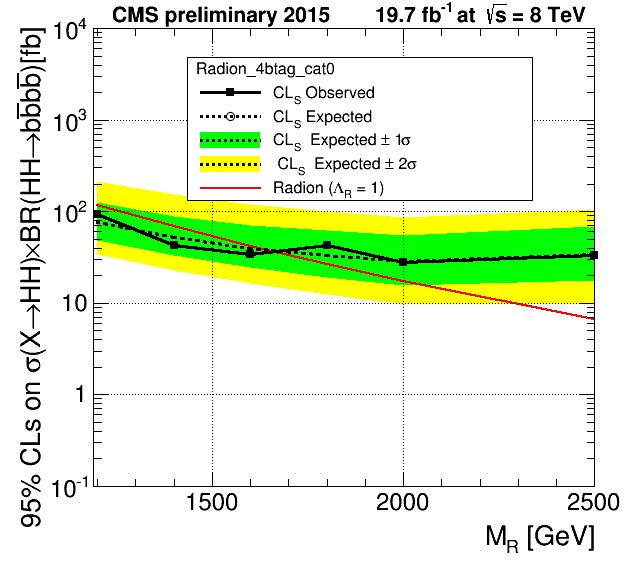 CMS preliminary 2015 19.7 fb⁻¹ at √s = 8 TeV
95% CLs on σ(X→HH)×BR(HH→bb̅bb̅)[fb]
10⁴
10³
10²
10
1
10⁻¹
Radion_4btag_cat0
CL_S Observed
CL_S Expected
CL_S Expected ± 1σ
CL_S Expected ± 2σ
Radion (Λ_R = 1)
1500 2000 2500
M_R [GeV]